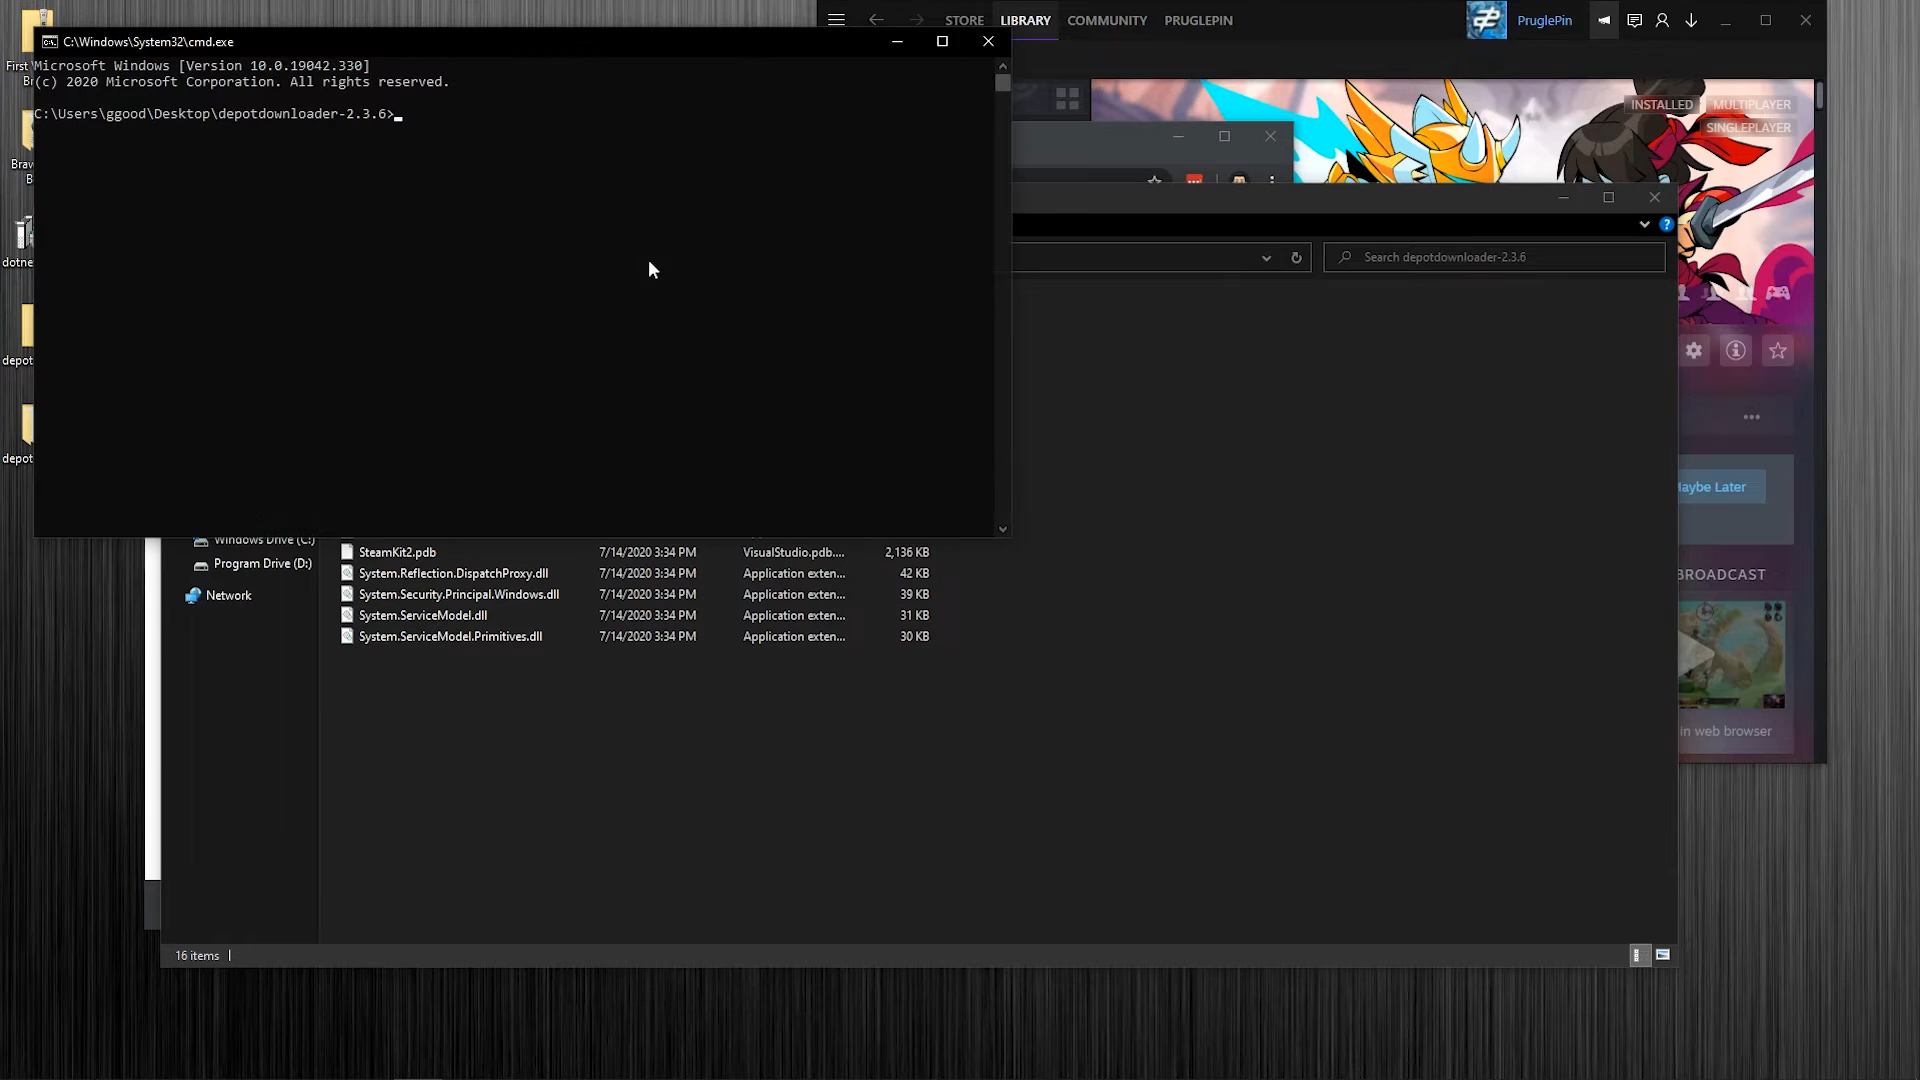 STORE LIBRARY COMMUNITY PRUGLEPIN
PruglePin
C:\Windows\System32\cmd.exe
Microsoft Windows [Version 10.0.19042.330]
(c) 2020 Microsoft Corporation. All rights reserved.
C:\Users\ggood\Desktop\depotdownloader-2.3.6>
First
Brav
dotne
depot
depot
INSTALLED MULTIPLAYER
SINGLEPLAYER
Search depotdownloader-2.3.6
Maybe Later
BROADCAST
in web browser
Windows Drive (C:)
Program Drive (D:)
Network
SteamKit2.pdb 7/14/2020 3:34 PM VisualStudio.pdb.... 2,136 KB
System.Reflection.DispatchProxy.dll 7/14/2020 3:34 PM Application exten... 42 KB
System.Security.Principal.Windows.dll 7/14/2020 3:34 PM Application exten... 39 KB
System.ServiceModel.dll 7/14/2020 3:34 PM Application exten... 31 KB
System.ServiceModel.Primitives.dll 7/14/2020 3:34 PM Application exten... 30 KB
16 items